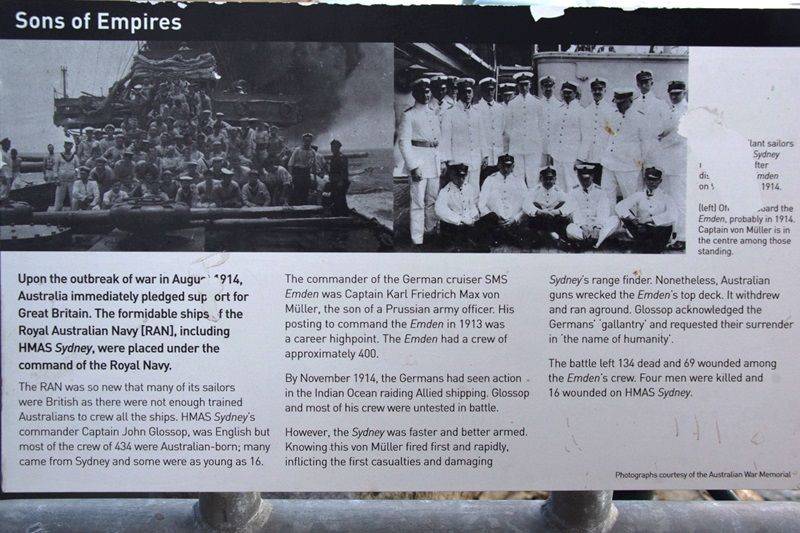 Sons of Empires
lant sailors
Sydney
fter
mden
on 1914.
[left] ard the
Emden, probably in 1914.
Captain von Müller is in
the centre among those
standing.
Upon the outbreak of war in August 1914,
Australia immediately pledged support for
Great Britain. The formidable ships of the
Royal Australian Navy [RAN], including
HMAS Sydney, were placed under the
command of the Royal Navy.
The RAN was so new that many of its sailors
were British as there were not enough trained
Australians to crew all the ships. HMAS Sydney's
commander Captain John Glossop, was English but
most of the crew of 434 were Australian-born; many
came from Sydney and some were as young as 16.
The commander of the German cruiser SMS
Emden was Captain Karl Friedrich Max von
Müller, the son of a Prussian army officer. His
posting to command the Emden in 1913 was
a career highpoint. The Emden had a crew of
approximately 400.
By November 1914, the Germans had seen action
in the Indian Ocean raiding Allied shipping. Glossop
and most of his crew were untested in battle.
However, the Sydney was faster and better armed.
Knowing this von Müller fired first and rapidly,
inflicting the first casualties and damaging
Sydney's range finder. Nonetheless, Australian
guns wrecked the Emden's top deck. It withdrew
and ran aground. Glossop acknowledged the
Germans' 'gallantry' and requested their surrender
in 'the name of humanity'.
The battle left 134 dead and 69 wounded among
the Emden's crew. Four men were killed and
16 wounded on HMAS Sydney.
Photographs courtesy of the Australian War Memorial